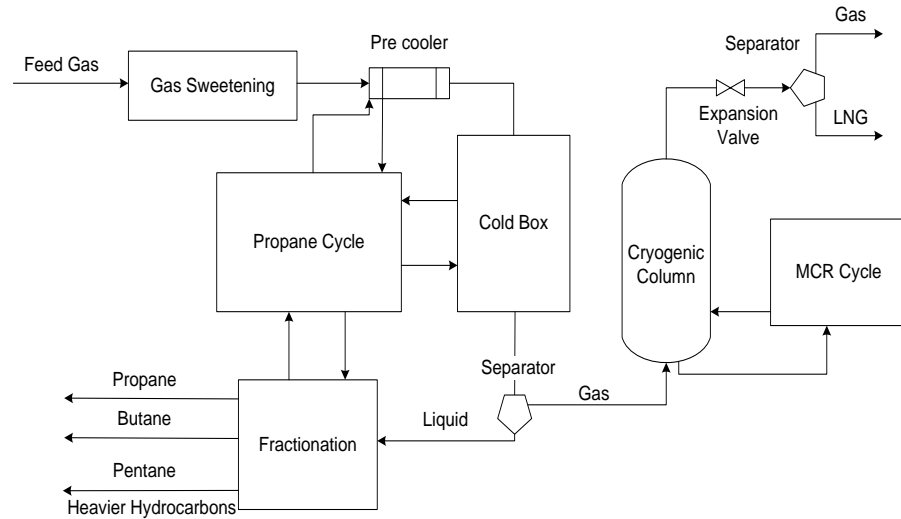 Gas
Pre cooler
Separator
Feed Gas
Gas Sweetening
Expansion
Valve
LNG
Propane Cycle
Cold Box
Cryogenic
Column
MCR Cycle
Separator
Propane
Gas
Butane
Fractionation
Liquid
Pentane
Heavier Hydrocarbons